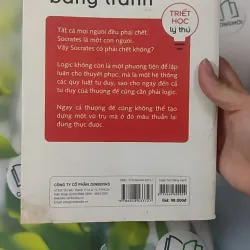 bằng tranh
TRIẾT
HỌC
lý thú
Tất cả mọi người đều phải chết.
Socrates là một con người.
Vậy Socrates có phải chết không?
Logic không còn là một phương tiện để lập
luận cho thuyết phục, mà là một hệ thống
các quy luật tư duy, sao cho ngay đến cả
tư duy của thượng đế cũng cần phải logic.
Ngay cả thượng đế cũng không thể tạo
dựng một vũ trụ mà ở đó mâu thuẫn lại
đúng thực được.
CÔNG TY CỔ PHẦN ZENBOOKS
Giá: 98.000đ